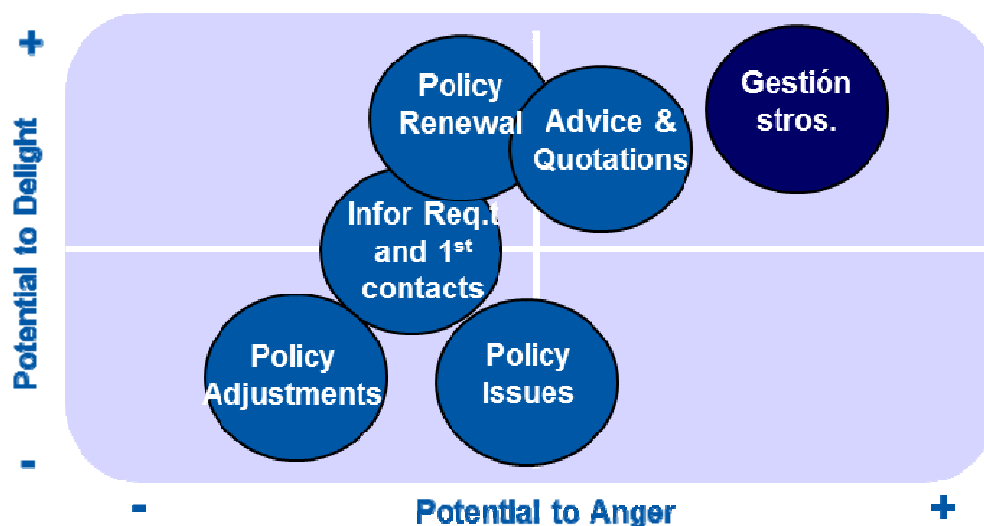 +
Potential to Delight
-
Policy
Renewal
Advice &
Quotations
Gestión
stros.
Infor Req.t
and 1st
contacts
Policy
Adjustments
Policy
Issues
-
Potential to Anger
+